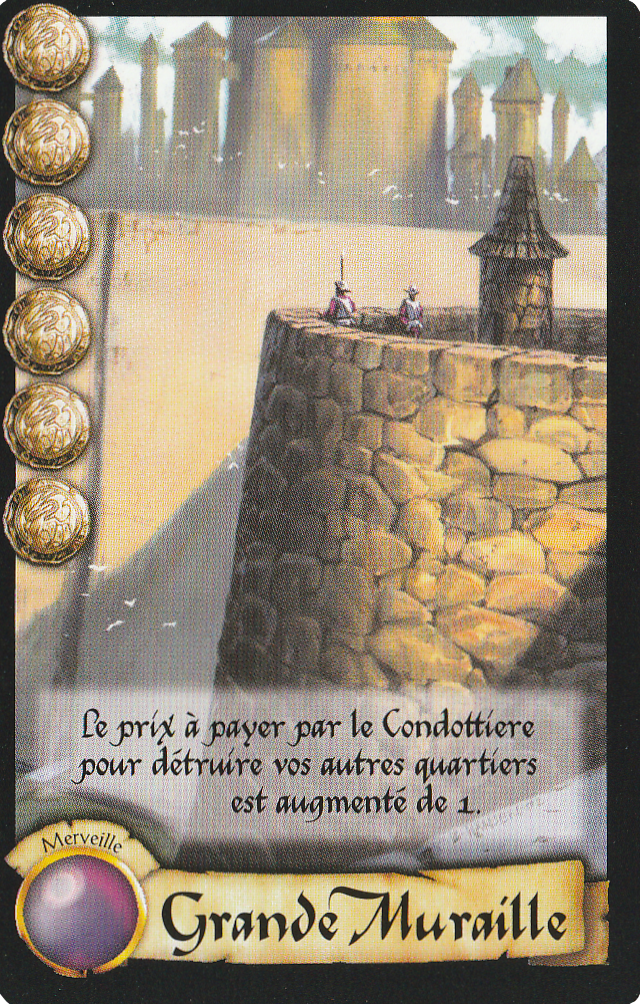 Le prix à payer par le Condottiere
pour détruire vos autres quartiers
est augmenté de 1.
Merveille
Grande Muraille